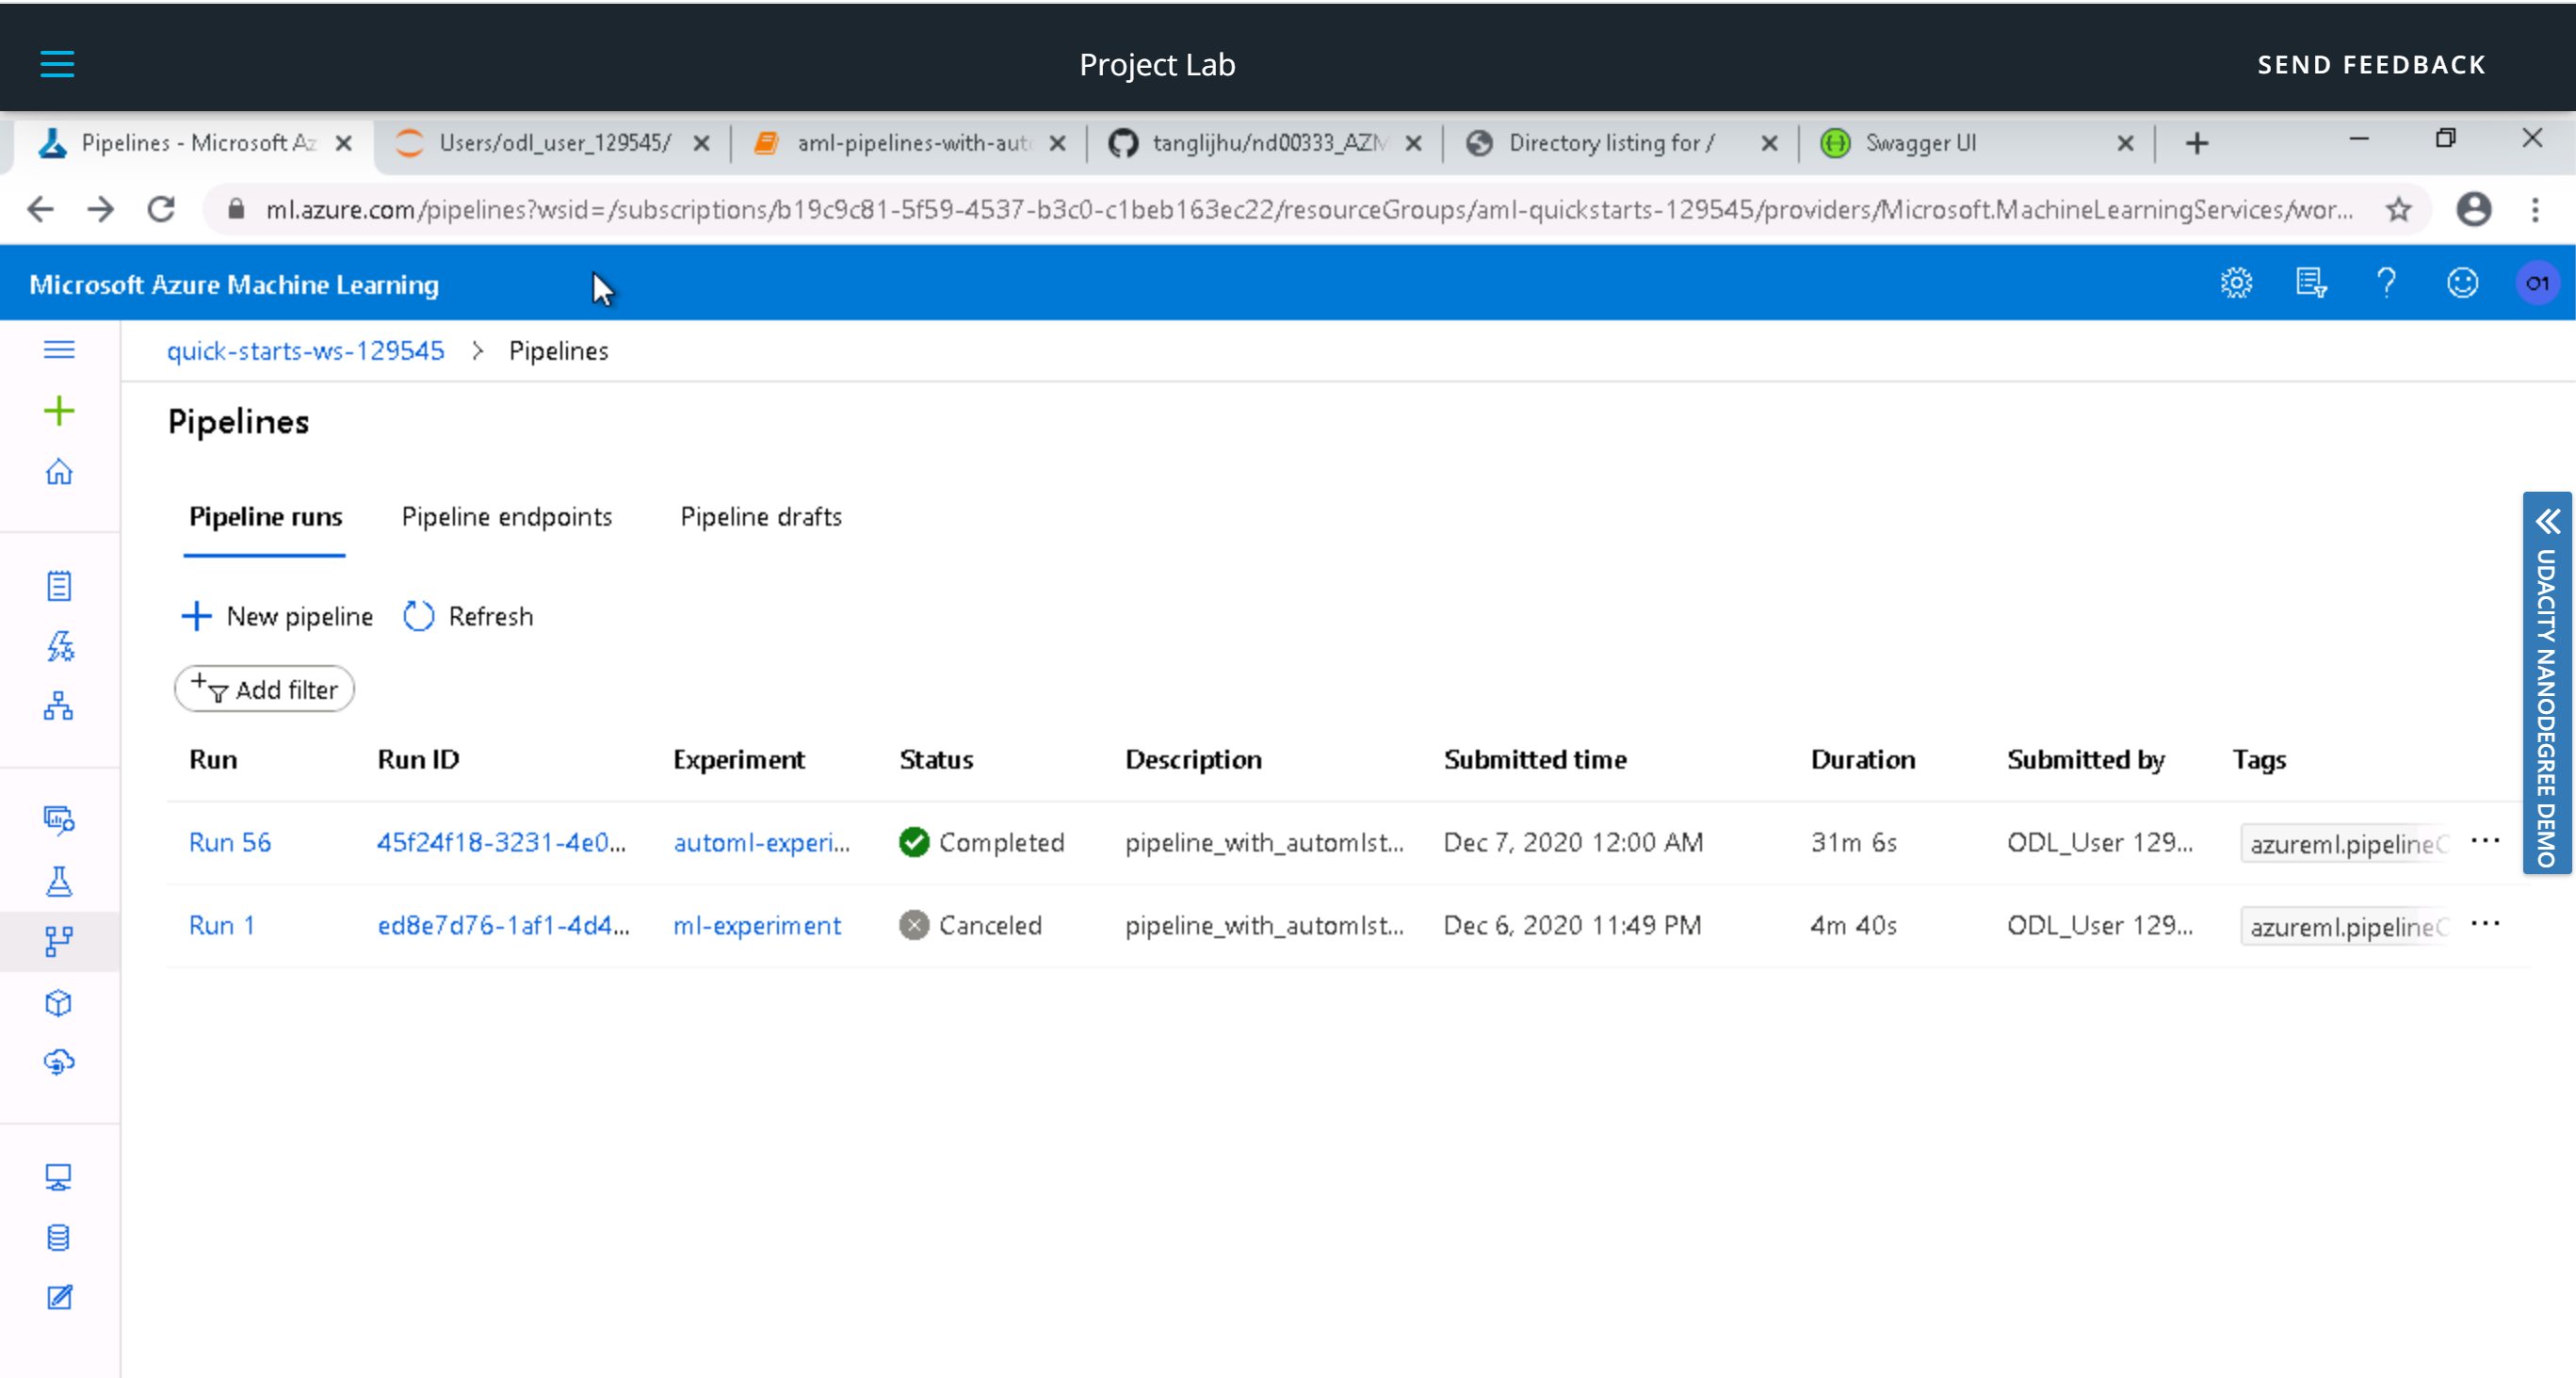 Project Lab
SEND FEEDBACK
Pipelines - Microsoft Az
Users/odl_user_129545/
aml-pipelines-with-aut
tanglijhu/nd00333_AZM
Directory listing for /
Swagger UI
ml.azure.com/pipelines?wsid=/subscriptions/b19c9c81-5f59-4537-b3c0-c1beb163ec22/resourceGroups/aml-quickstarts-129545/providers/Microsoft.MachineLearningServices/wor...
Microsoft Azure Machine Learning
O1
quick-starts-ws-129545 > Pipelines
Pipelines
Pipeline runs Pipeline endpoints Pipeline drafts
New pipeline Refresh
Add filter
Run Run ID Experiment Status Description Submitted time Duration Submitted by Tags
Run 56 45f24f18-3231-4e0... automl-experi... Completed pipeline_with_automlst... Dec 7, 2020 12:00 AM 31m 6s ODL_User 129... azureml.pipelineC ...
Run 1 ed8e7d76-1af1-4d4... ml-experiment Canceled pipeline_with_automlst... Dec 6, 2020 11:49 PM 4m 40s ODL_User 129... azureml.pipelineC ...
UDACITY NANODEGREE DEMO